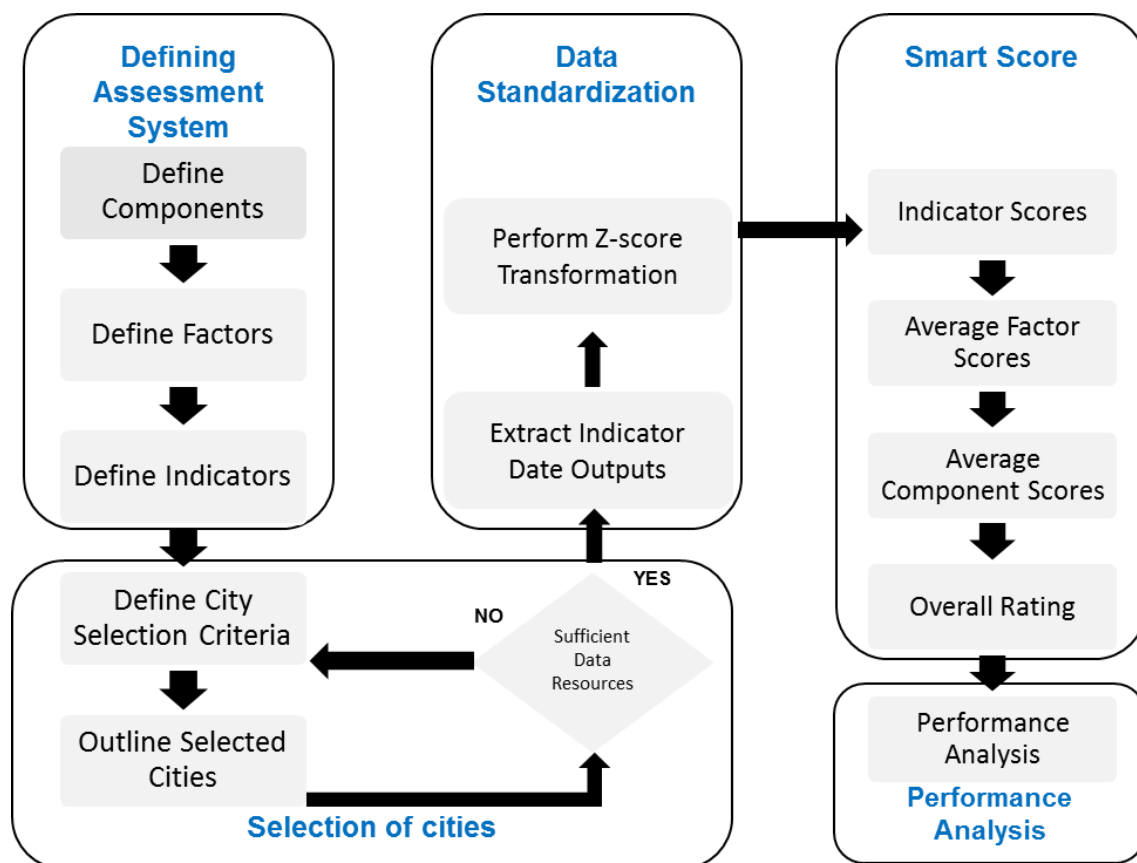 Defining
Assessment
System
Define
Components
Define Factors
Define Indicators
Define City
Selection Criteria
Outline Selected
Cities
Selection of cities
NO
YES
Sufficient
Data
Resources
Data
Standardization
Perform Z-score
Transformation
Extract Indicator
Date Outputs
Smart Score
Indicator Scores
Average Factor
Scores
Average
Component Scores
Overall Rating
Performance
Analysis
Performance
Analysis